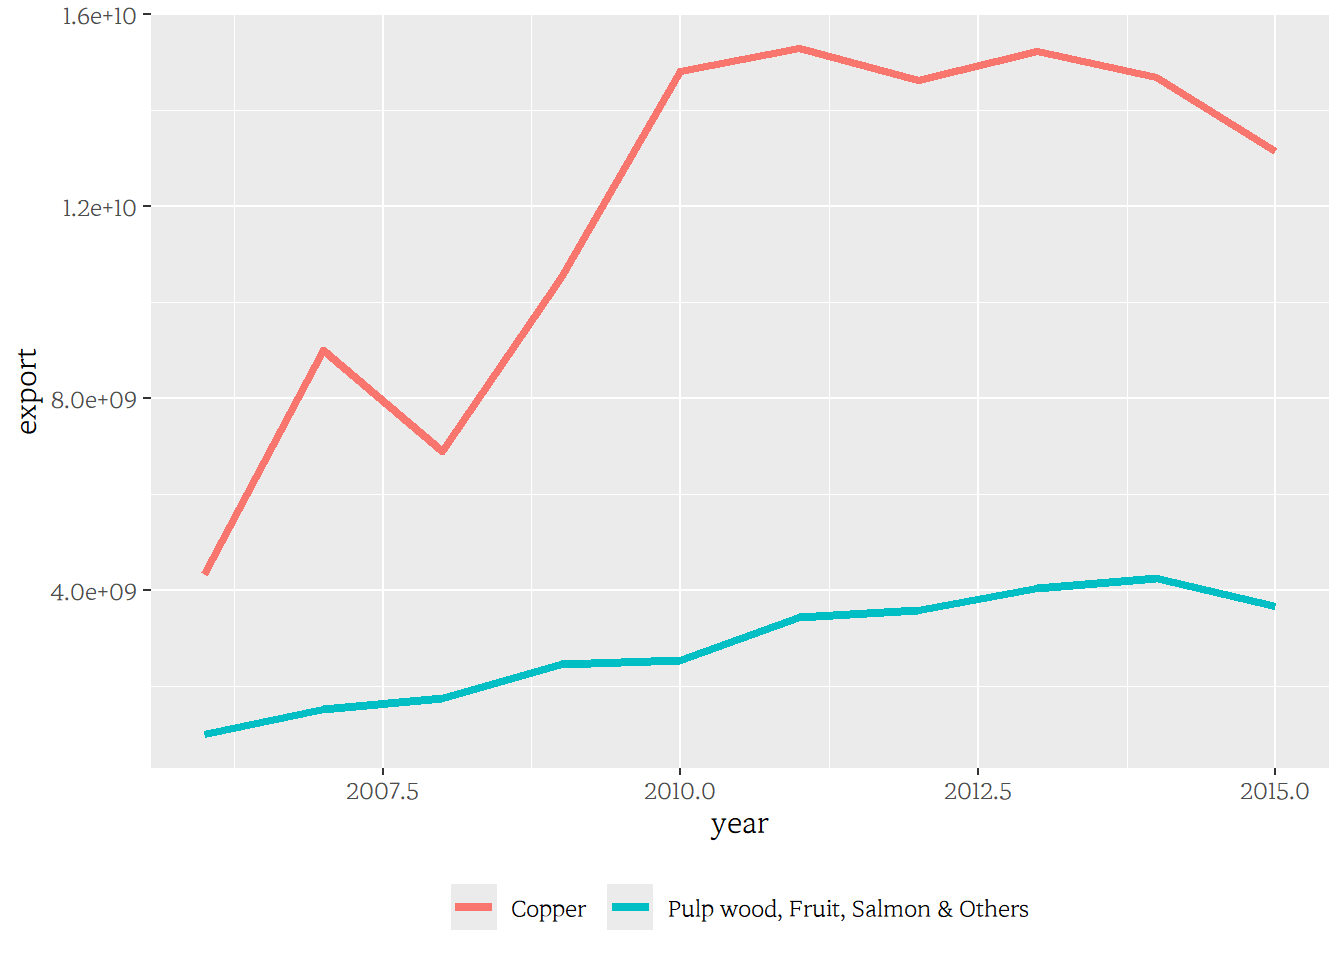 1.6e+10
1.2e+10
8.0e+09
4.0e+09
export
2007.5 2010.0 2012.5 2015.0
year
Copper Pulp wood, Fruit, Salmon & Others